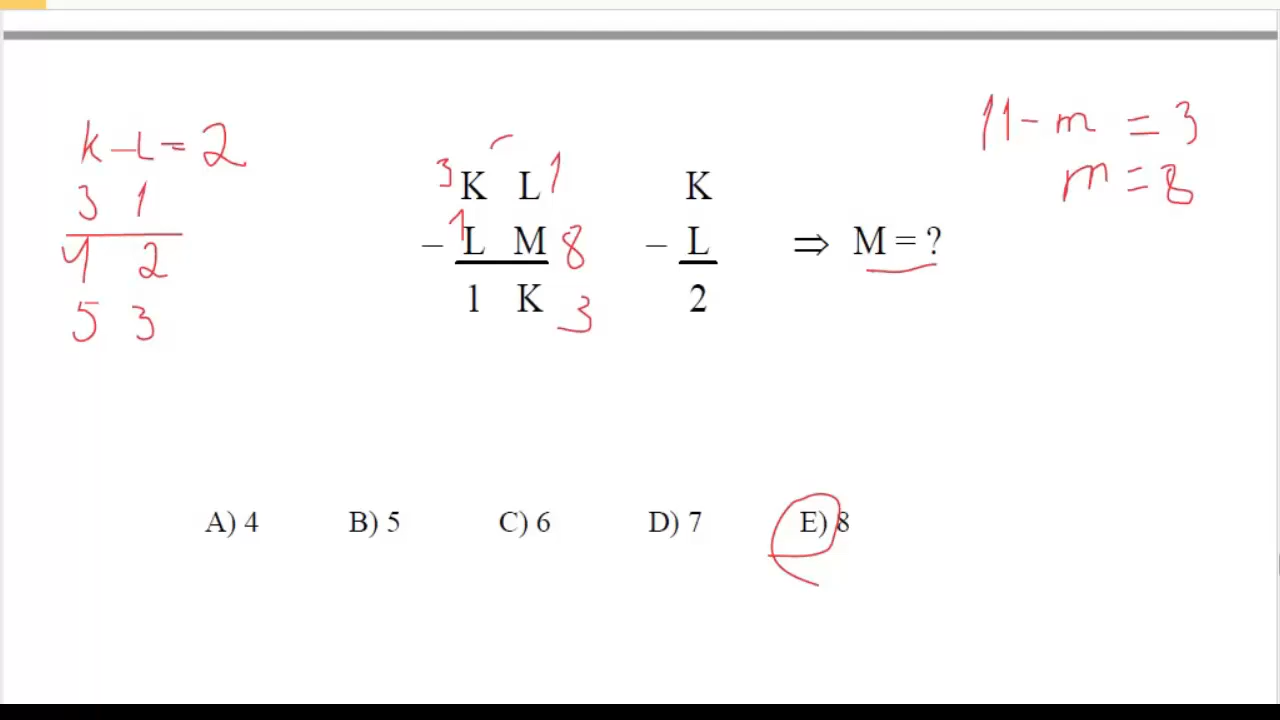 K – L = 2
3 1
4 2
5 3
3 K L 1 K
– 1 L M 8 – L ⇒ M = ?
1 K 3 2
11 – m = 3
m = 8
A) 4 B) 5 C) 6 D) 7 E) 8